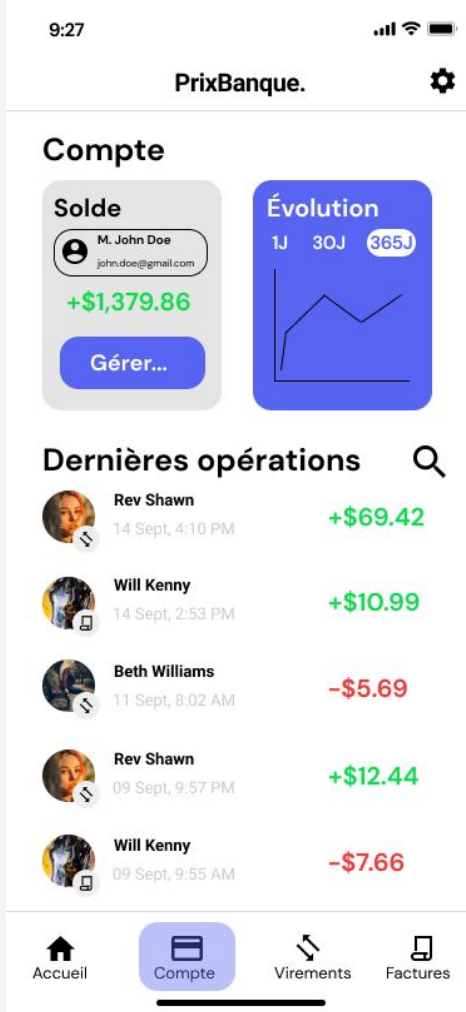 9:27
PrixBanque.
Compte
Solde
M. John Doe
john.doe@gmail.com
+$1,379.86
Gérer...
Évolution
1J 30J 365J
Dernières opérations
Rev Shawn
14 Sept, 4:10 PM
+$69.42
Will Kenny
14 Sept, 2:53 PM
+$10.99
Beth Williams
11 Sept, 8:02 AM
-$5.69
Rev Shawn
09 Sept, 9:57 PM
+$12.44
Will Kenny
09 Sept, 9:55 AM
-$7.66
Accueil
Compte
Virements
Factures